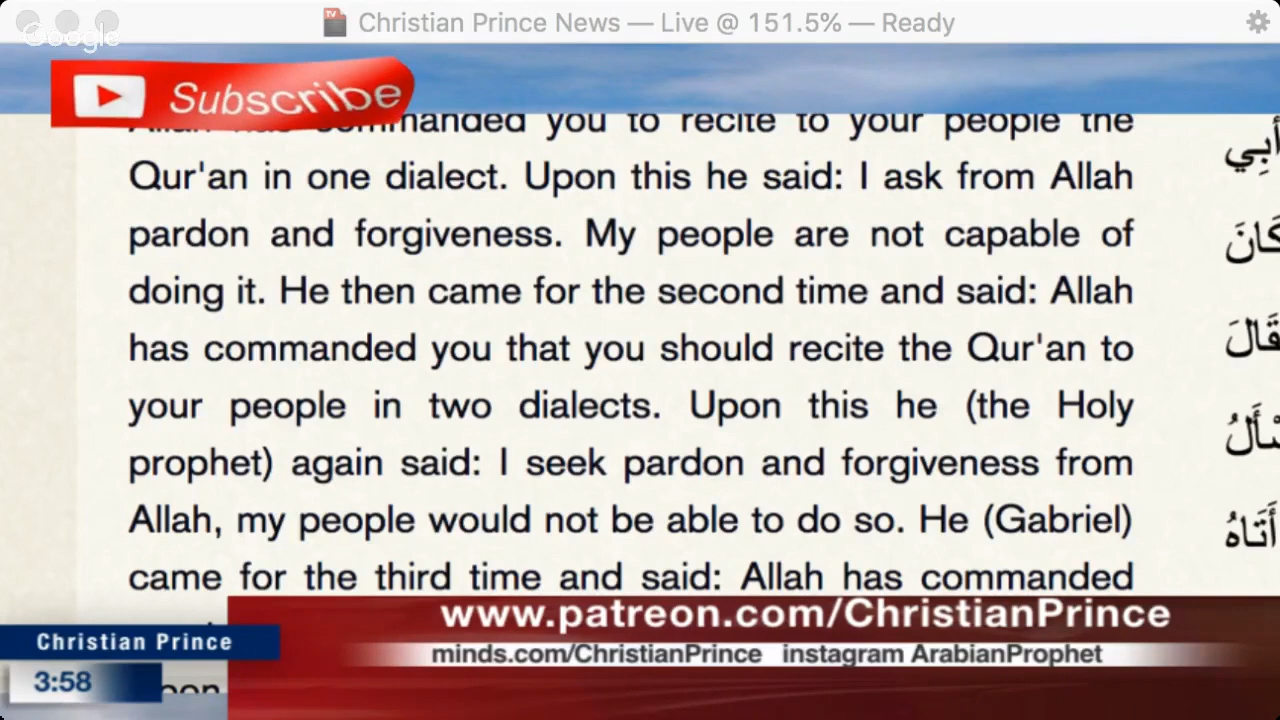 Christian Prince News — Live @ 151.5% — Ready
Google
Subscribe
Allah has commanded you to recite to your people the
Qur'an in one dialect. Upon this he said: I ask from Allah
pardon and forgiveness. My people are not capable of
doing it. He then came for the second time and said: Allah
has commanded you that you should recite the Qur'an to
your people in two dialects. Upon this he (the Holy
prophet) again said: I seek pardon and forgiveness from
Allah, my people would not be able to do so. He (Gabriel)
came for the third time and said: Allah has commanded
أَبِي
كَانَ
أَتَاهُ
www.patreon.com/ChristianPrince
Christian Prince
minds.com/ChristianPrince instagram ArabianProphet
3:58